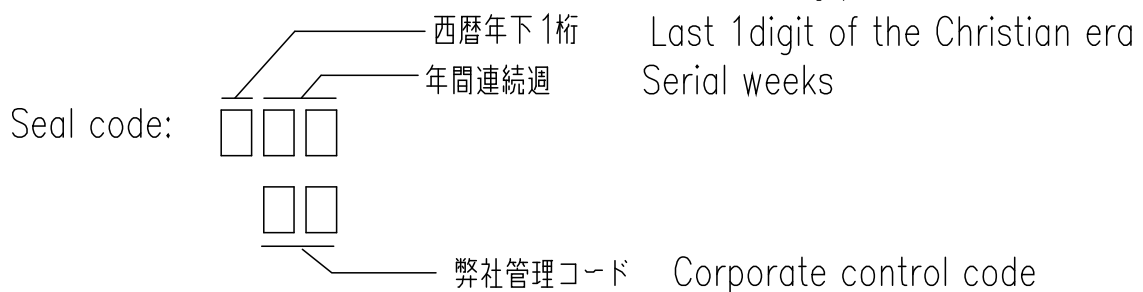 西暦年下1桁 Last 1digit of the Christian era
年間連続週 Serial weeks
Seal code:
弊社管理コード Corporate control code